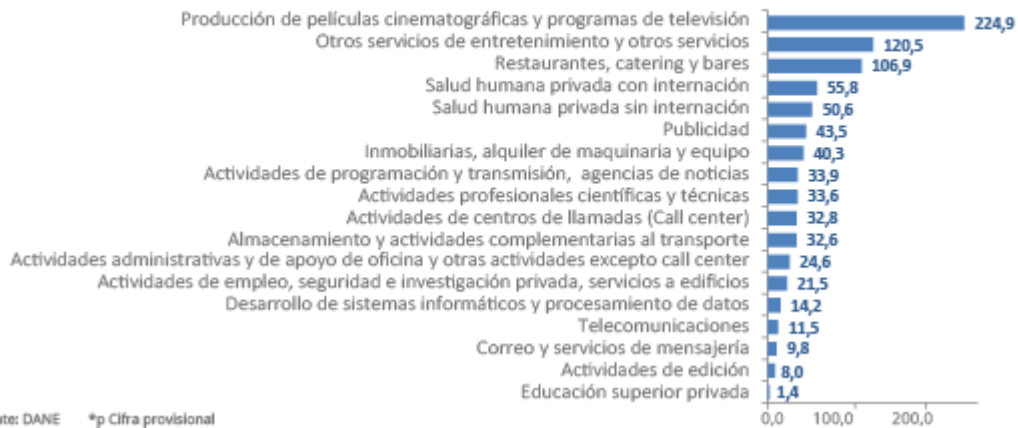 Producción de películas cinematográficas y programas de televisión 224,9
Otros servicios de entretenimiento y otros servicios 120,5
Restaurantes, catering y bares 106,9
Salud humana privada con internación 55,8
Salud humana privada sin internación 50,6
Publicidad 43,5
Inmobiliarias, alquiler de maquinaria y equipo 40,3
Actividades de programación y transmisión, agencias de noticias 33,9
Actividades profesionales científicas y técnicas 33,6
Actividades de centros de llamadas (Call center) 32,8
Almacenamiento y actividades complementarias al transporte 32,6
Actividades administrativas y de apoyo de oficina y otras actividades excepto call center 24,6
Actividades de empleo, seguridad e investigación privada, servicios a edificios 21,5
Desarrollo de sistemas informáticos y procesamiento de datos 14,2
Telecomunicaciones 11,5
Correo y servicios de mensajería 9,8
Actividades de edición 8,0
Educación superior privada 1,4
0,0 100,0 200,0
nte: DANE *p Cifra provisional